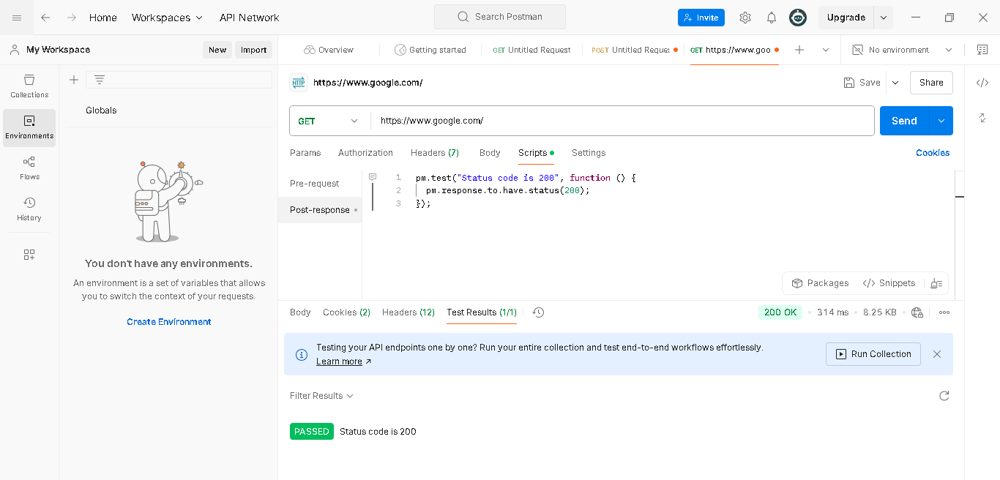 Home Workspaces API Network Search Postman Invite Upgrade
My Workspace New Import Overview Getting started GET Untitled Request POST Untitled Reques GET https://www.goo No environment
Collections
Environments
Flows
History
Globals
You don't have any environments.
An environment is a set of variables that allows
you to switch the context of your requests.
Create Environment
HTTP https://www.google.com/ Save Share
GET https://www.google.com/ Send
Params Authorization Headers (7) Body Scripts Settings Cookies
Pre-request
Post-response
1 pm.test("Status code is 200", function () {
2 pm.response.to.have.status(200);
3 });
Packages </> Snippets
Body Cookies (2) Headers (12) Test Results (1/1) 200 OK 314 ms 8.25 KB
Testing your API endpoints one by one? Run your entire collection and test end-to-end workflows effortlessly.
Learn more Run Collection
Filter Results
PASSED Status code is 200